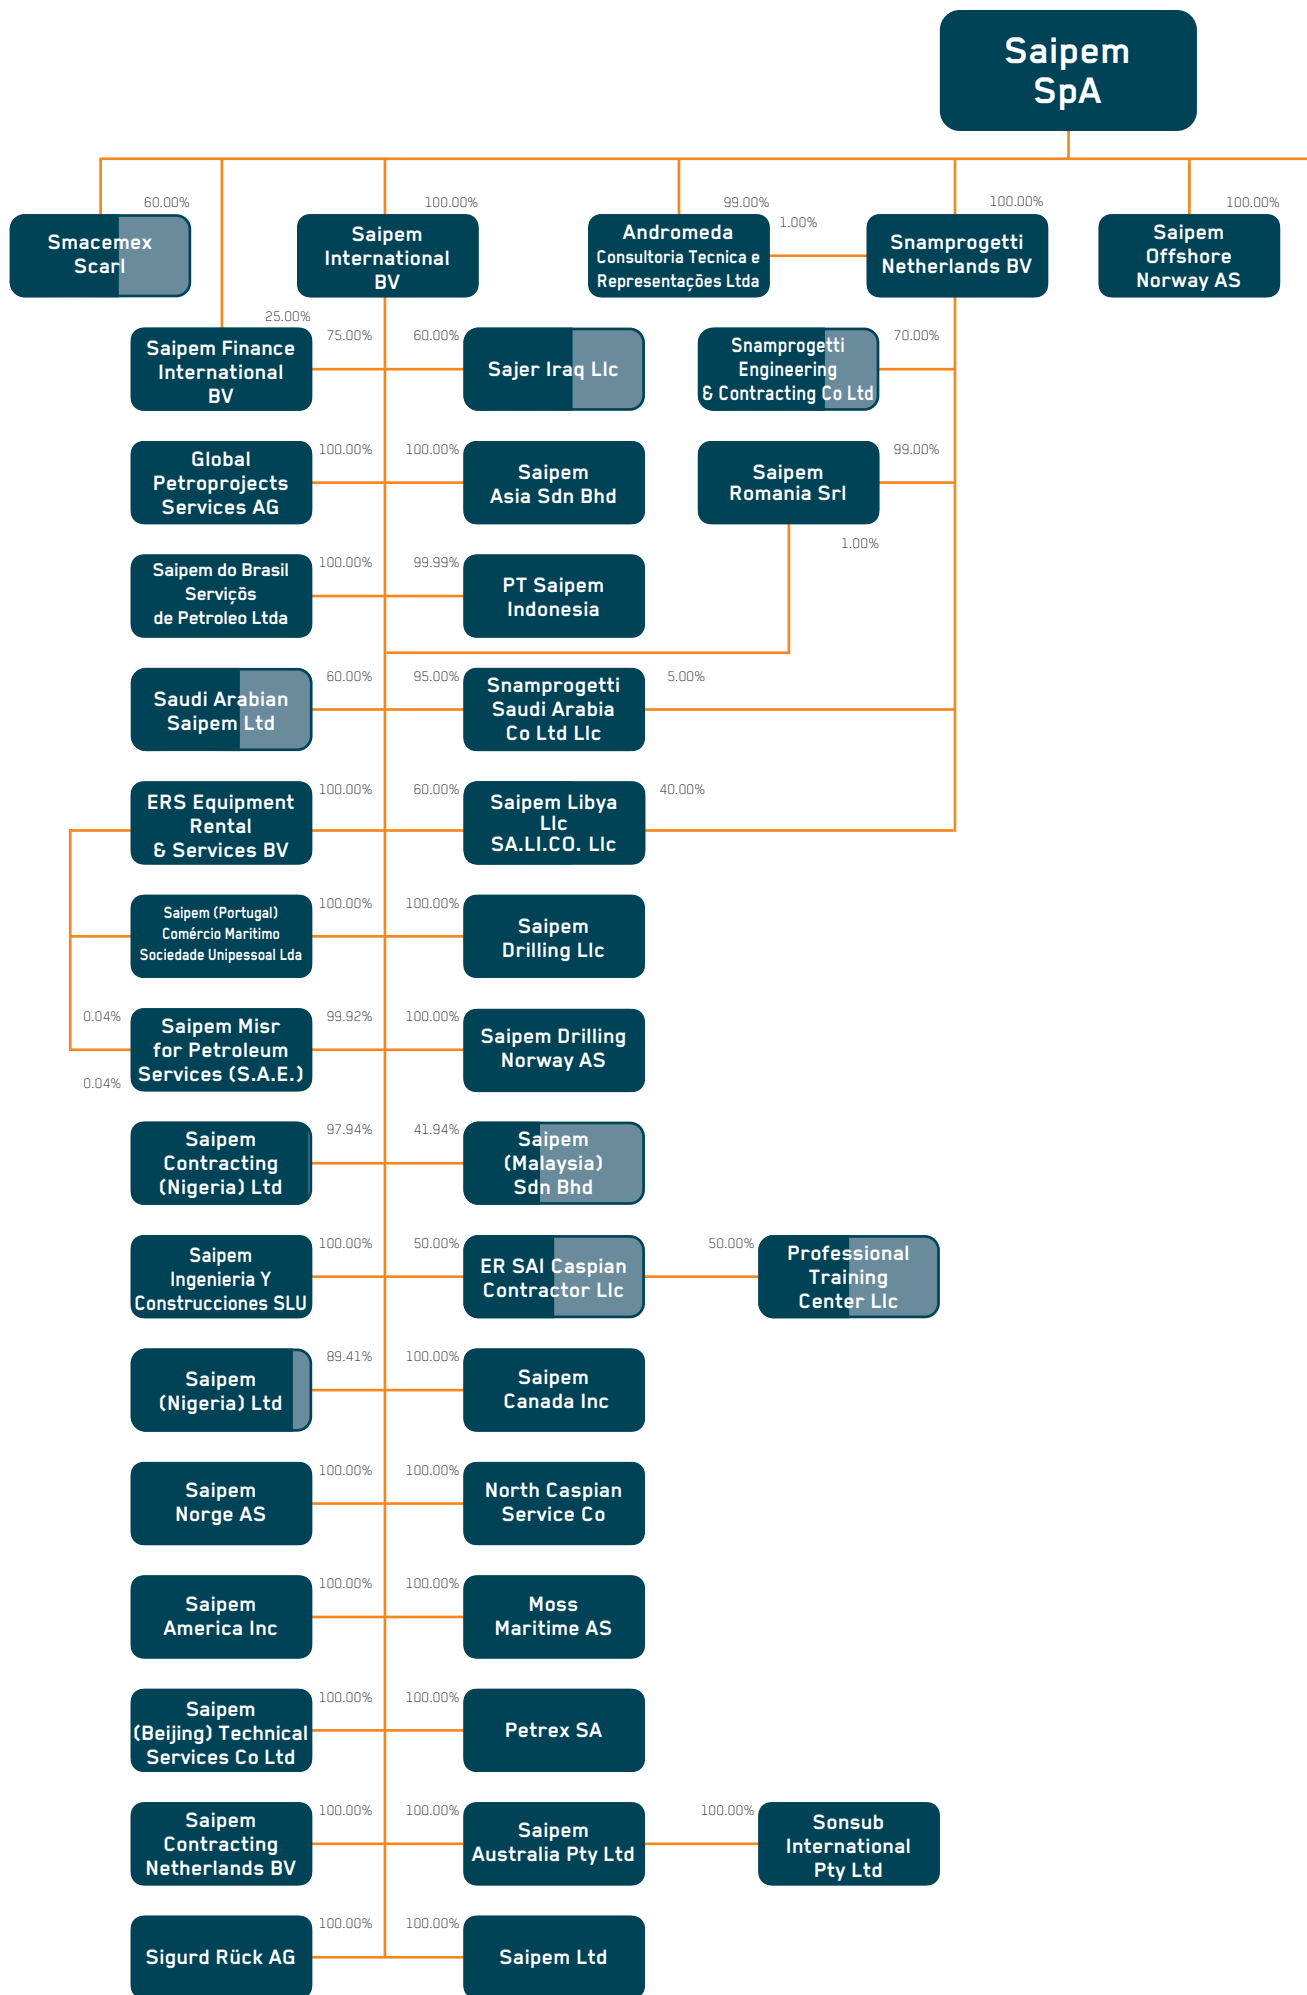 Saipem
SpA
60.00%
Smacemex
Scarl
100.00%
Saipem
International
BV
99.00%
Andromeda
Consultoria Tecnica e
Representações Ltda
1.00%
100.00%
Snamprogetti
Netherlands BV
100.00%
Saipem
Offshore
Norway AS
25.00%
75.00%
Saipem Finance
International
BV
60.00%
Sajer Iraq Llc
70.00%
Snamprogetti
Engineering
& Contracting Co Ltd
100.00%
Global
Petroprojects
Services AG
100.00%
Saipem
Asia Sdn Bhd
99.00%
Saipem
Romania Srl
1.00%
100.00%
Saipem do Brasil
Serviçõs
de Petroleo Ltda
99.99%
PT Saipem
Indonesia
60.00%
Saudi Arabian
Saipem Ltd
95.00%
Snamprogetti
Saudi Arabia
Co Ltd Llc
5.00%
100.00%
ERS Equipment
Rental
& Services BV
60.00%
Saipem Libya
Llc
SA.LI.CO. Llc
40.00%
100.00%
Saipem (Portugal)
Comércio Maritimo
Sociedade Unipessoal Lda
100.00%
Saipem
Drilling Llc
0.04%
99.92%
Saipem Misr
for Petroleum
Services (S.A.E.)
0.04%
100.00%
Saipem Drilling
Norway AS
97.94%
Saipem
Contracting
(Nigeria) Ltd
41.94%
Saipem
(Malaysia)
Sdn Bhd
100.00%
Saipem
Ingenieria Y
Construcciones SLU
50.00%
ER SAI Caspian
Contractor Llc
50.00%
Professional
Training
Center Llc
89.41%
Saipem
(Nigeria) Ltd
100.00%
Saipem
Canada Inc
100.00%
Saipem
Norge AS
100.00%
North Caspian
Service Co
100.00%
Saipem
America Inc
100.00%
Moss
Maritime AS
100.00%
Saipem
(Beijing) Technical
Services Co Ltd
100.00%
Petrex SA
100.00%
Saipem
Contracting
Netherlands BV
100.00%
Saipem
Australia Pty Ltd
100.00%
Sonsub
International
Pty Ltd
100.00%
Sigurd Rück AG
100.00%
Saipem Ltd